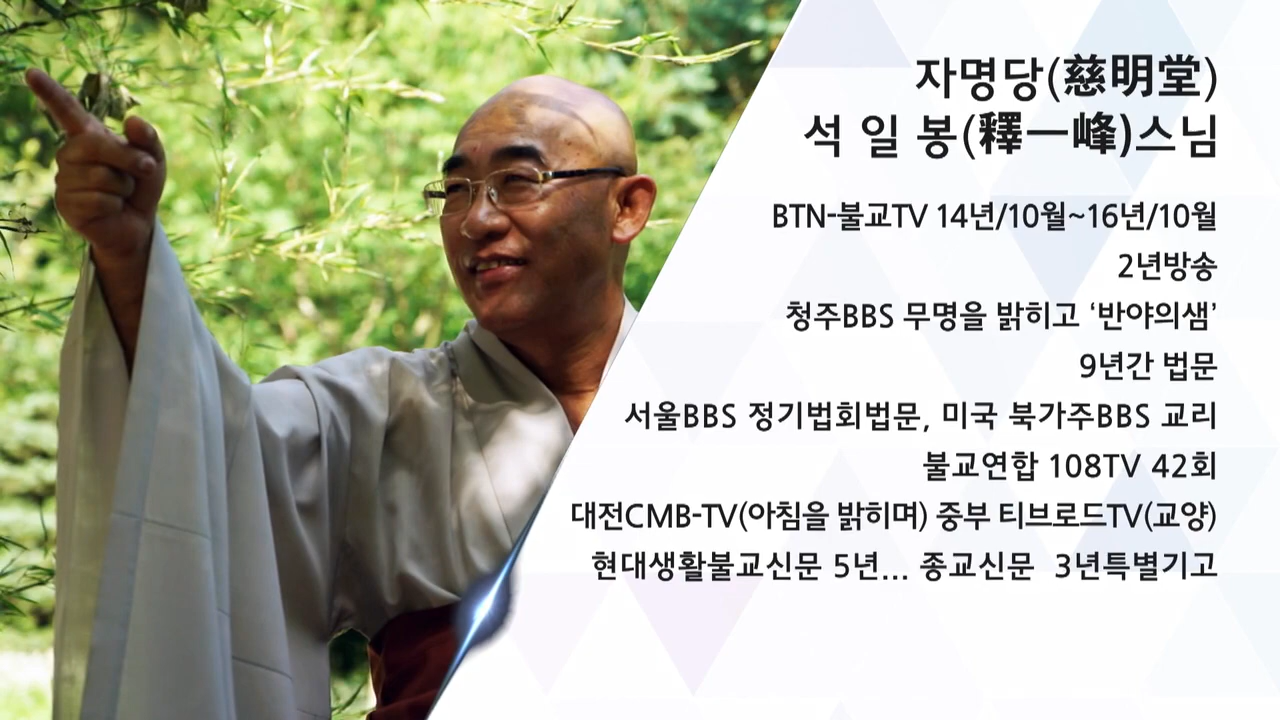 자명당(慈明堂)
석 일 봉(釋一峰)스님
BTN-불교TV 14년/10월~16년/10월
2년방송
청주BBS 무명을 밝히고 ‘반야의샘’
9년간 법문
서울BBS 정기법회법문, 미국 북가주BBS 교리
불교연합 108TV 42회
대전CMB-TV(아침을 밝히며) 중부 티브로드TV(교양)
현대생활불교신문 5년... 종교신문 3년특별기고